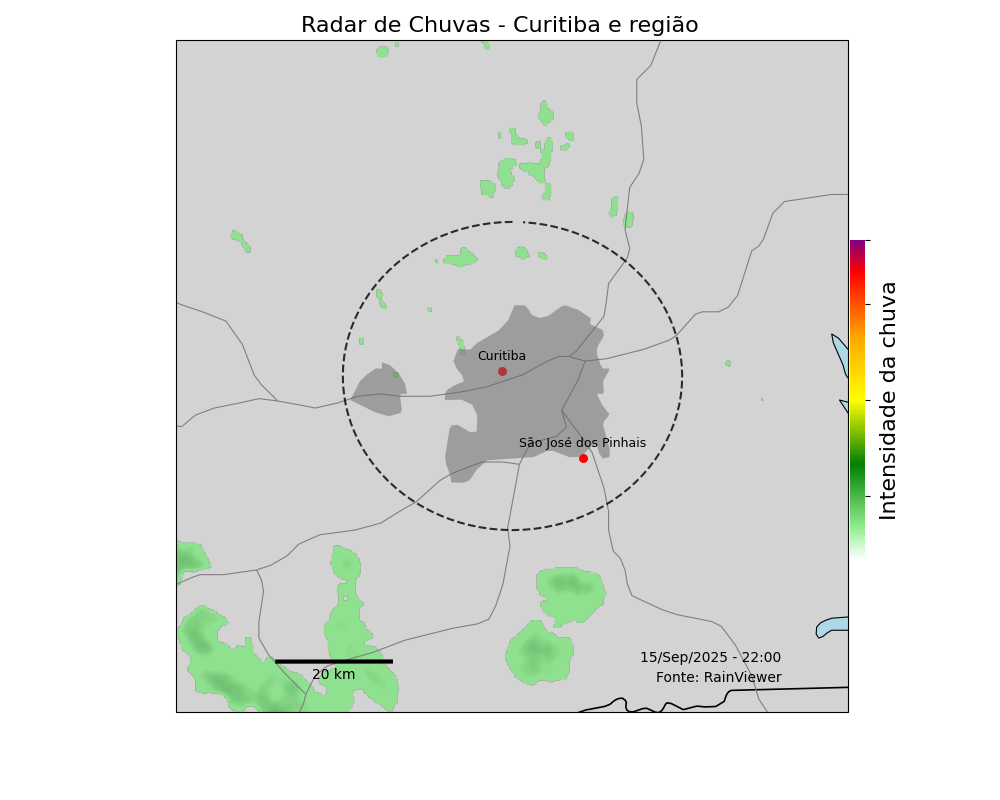 Radar de Chuvas - Curitiba e região
Curitiba
São José dos Pinhais
Intensidade da chuva
15/Sep/2025 - 22:00
Fonte: RainViewer
20 km